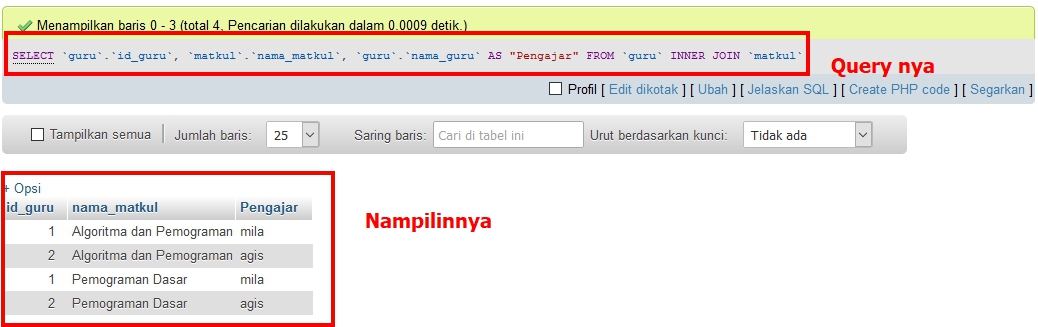 Menampilkan baris 0 - 3 (total 4, Pencarian dilakukan dalam 0.0009 detik.)
SELECT `guru`.`id_guru`, `matkul`.`nama_matkul`, `guru`.`nama_guru` AS "Pengajar" FROM `guru` INNER JOIN `matkul`
Query nya
Profil [ Edit dikotak ] [ Ubah ] [ Jelaskan SQL ] [ Create PHP code ] [ Segarkan ]
Tampilkan semua | Jumlah baris: 25 Saring baris: Cari di tabel ini Urut berdasarkan kunci: Tidak ada
+ Opsi
id_guru nama_matkul Pengajar
Nampilinnya
1 Algoritma dan Pemograman mila
2 Algoritma dan Pemograman agis
1 Pemograman Dasar mila
2 Pemograman Dasar agis